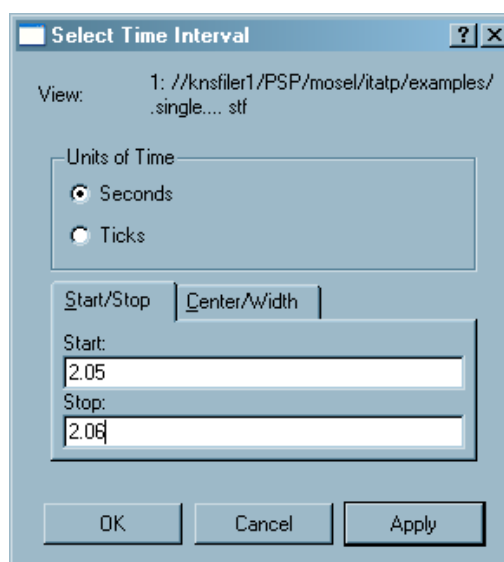 Select Time Interval
View: 1: //knsfiler1/PSP/mosel/itatp/examples/
.single.... stf
Units of Time
Seconds
Ticks
Start/Stop Center/Width
Start:
2.05
Stop:
2.06
OK Cancel Apply